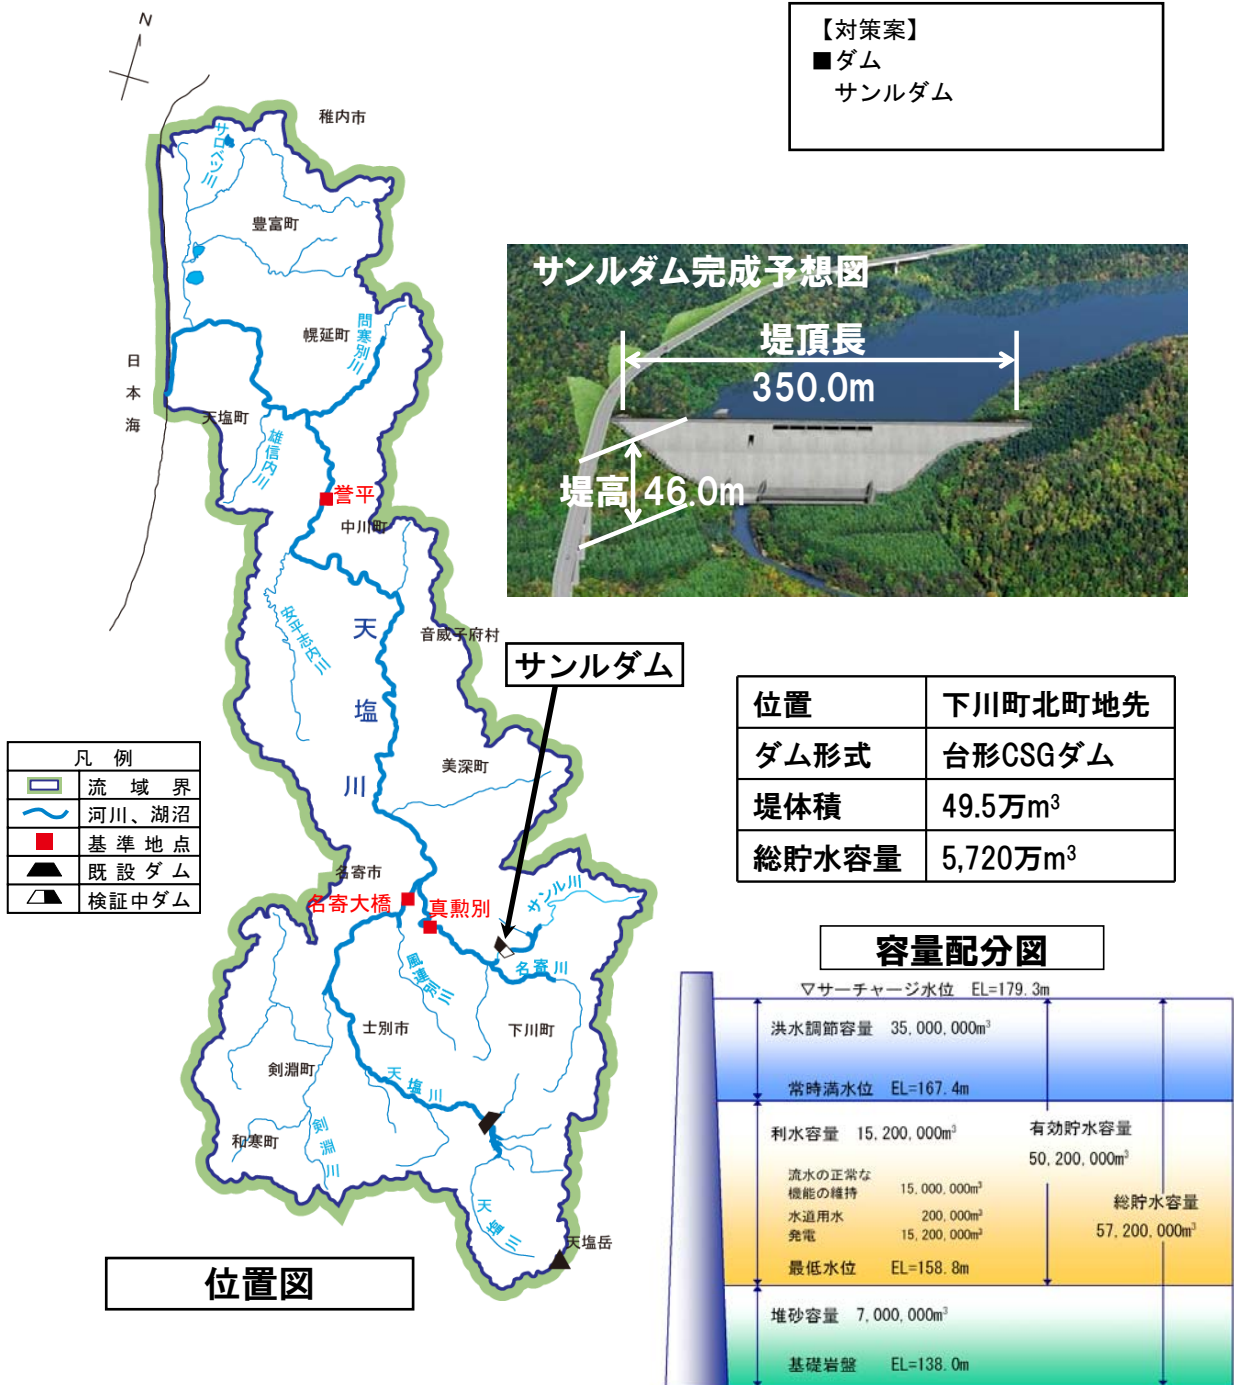 【対策案】
■ダム
サンルダム
N
稚内市
サロベツ川
豊富町
幌延町
問寒別川
日本海
天塩町
雄信内川
誉平
中川町
安平志内川
天塩川
音威子府村
サンルダム
美深町
名寄市
名寄大橋
真勲別
サンル川
名寄川
風連別川
士別市
下川町
剣淵町
天塩川
和寒町
剣淵川
天塩川
天塩岳
位置図
凡例
流域界
河川、湖沼
基準地点
既設ダム
検証中ダム
サンルダム完成予想図
堤頂長
350.0m
堤高 46.0m
位置 下川町北町地先
ダム形式 台形CSGダム
堤体積 49.5万m³
総貯水容量 5,720万m³
容量配分図
▽サーチャージ水位 EL=179.3m
洪水調節容量 35,000,000m³
常時満水位 EL=167.4m
利水容量 15,200,000m³
有効貯水容量
50,200,000m³
流水の正常な
機能の維持 15,000,000m³
水道用水 200,000m³
発電 15,200,000m³
総貯水容量
57,200,000m³
最低水位 EL=158.8m
堆砂容量 7,000,000m³
基礎岩盤 EL=138.0m